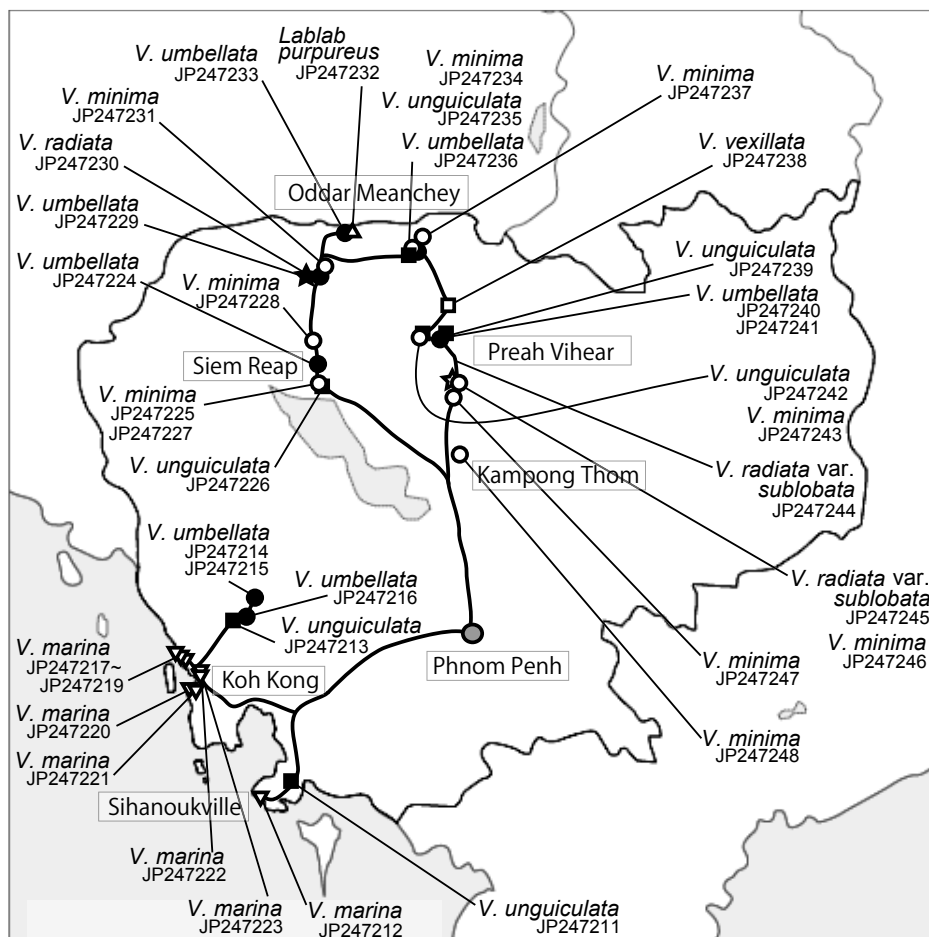 Lablab
purpureus
JP247232
V. umbellata
JP247233
V. minima
JP247234
V. unguiculata
JP247235
V. umbellata
JP247236
V. minima
JP247237
V. minima
JP247231
V. radiata
JP247230
V. vexillata
JP247238
Oddar Meanchey
V. umbellata
JP247229
V. umbellata
JP247224
V. minima
JP247228
V. unguiculata
JP247239
V. umbellata
JP247240
JP247241
Siem Reap
Preah Vihear
V. minima
JP247225
JP247227
V. unguiculata
JP247242
V. minima
JP247243
V. unguiculata
JP247226
Kampong Thom
V. radiata var.
sublobata
JP247244
V. umbellata
JP247214
JP247215
V. umbellata
JP247216
V. unguiculata
JP247213
V. radiata var.
sublobata
JP247245
V. minima
JP247246
V. marina
JP247217~
JP247219
Koh Kong
Phnom Penh
V. minima
JP247247
V. marina
JP247220
V. minima
JP247248
V. marina
JP247221
Sihanoukville
V. marina
JP247222
V. marina
JP247223
V. marina
JP247212
V. unguiculata
JP247211